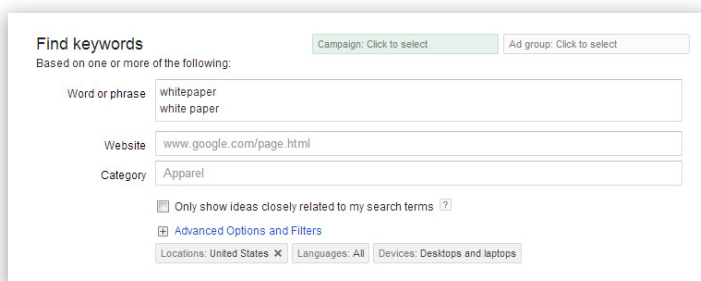 Find keywords
Campaign: Click to select
Ad group: Click to select
Based on one or more of the following:
Word or phrase
whitepaper
white paper
Website
www.google.com/page.html
Category
Apparel
Only show ideas closely related to my search terms ?
Advanced Options and Filters
Locations: United States X Languages: All Devices: Desktops and laptops